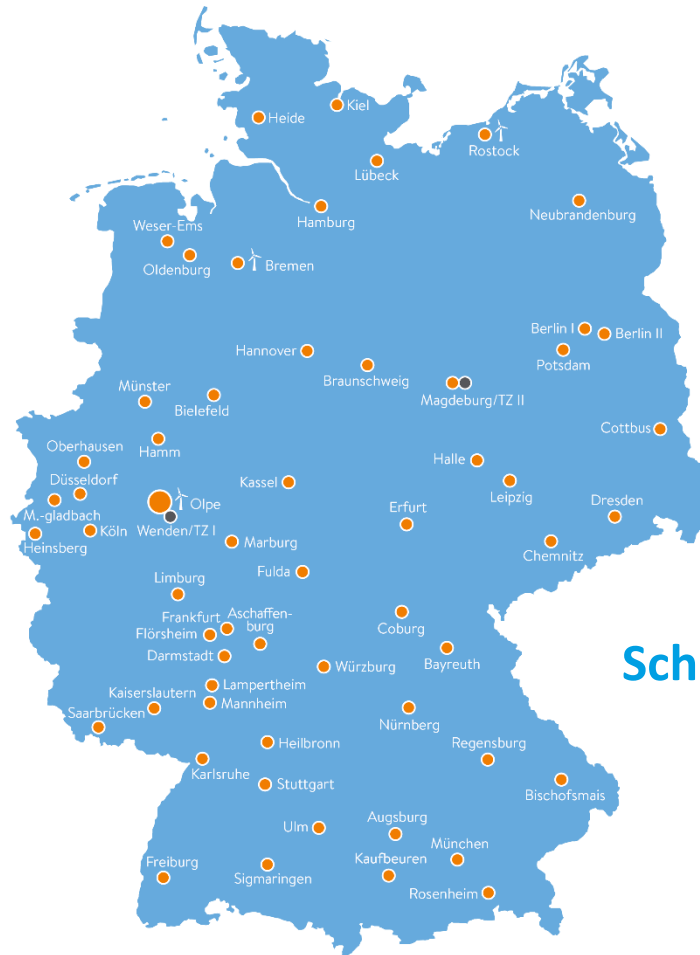 Kiel
Heide
Rostock
Lübeck
Neubrandenburg
Hamburg
Weser-Ems
Oldenburg
Bremen
Berlin I
Berlin II
Hannover
Potsdam
Braunschweig
Münster
Bielefeld
Magdeburg/TZ II
Cottbus
Hamm
Oberhausen
Halle
Düsseldorf
Kassel
Leipzig
M.-gladbach
Olpe
Erfurt
Dresden
Köln
Wenden/TZ I
Heinsberg
Marburg
Chemnitz
Fulda
Limburg
Aschaffen-
burg
Frankfurt
Flörsheim
Coburg
Darmstadt
Bayreuth
Würzburg
Sch
Lampertheim
Kaiserslautern
Mannheim
Saarbrücken
Nürnberg
Heilbronn
Regensburg
Karlsruhe
Stuttgart
Bischofsmais
Augsburg
Ulm
München
Freiburg
Kaufbeuren
Sigmaringen
Rosenheim